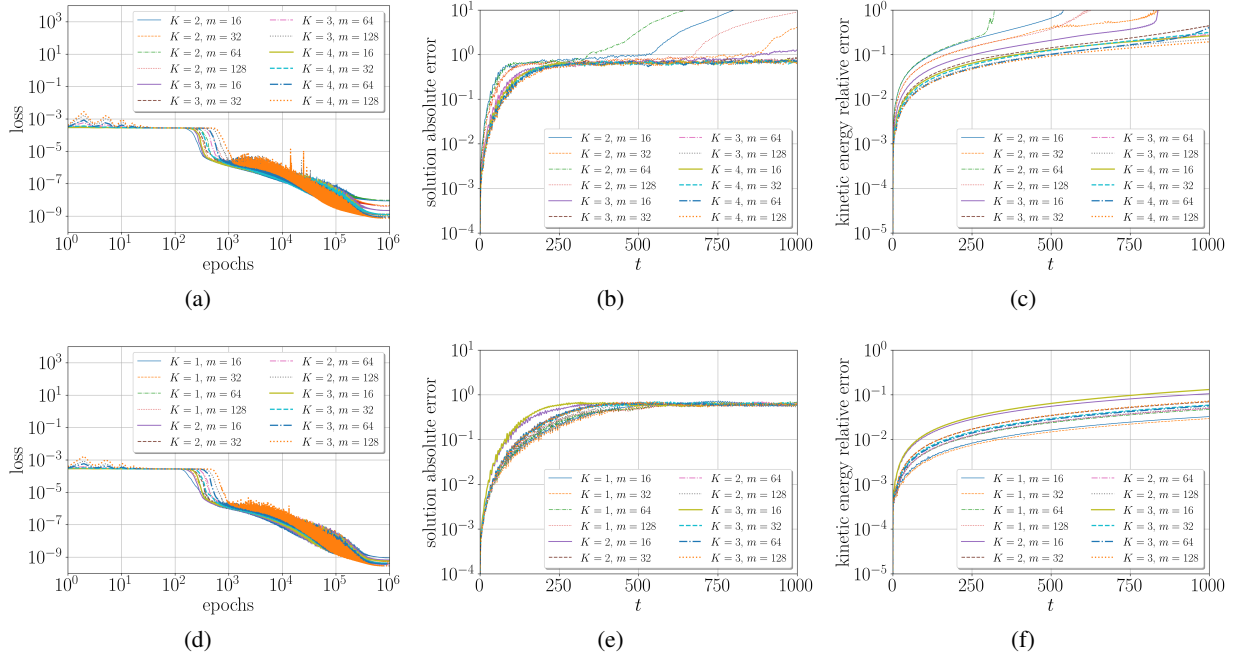 loss
10^3
10^1
10^{-1}
10^{-3}
10^{-5}
10^{-7}
10^{-9}
K = 2, m = 16
K = 2, m = 32
K = 2, m = 64
K = 2, m = 128
K = 3, m = 16
K = 3, m = 32
K = 3, m = 64
K = 3, m = 128
K = 4, m = 16
K = 4, m = 32
K = 4, m = 64
K = 4, m = 128
10^0 10^1 10^2 10^3 10^4 10^5 10^6
epochs
(a)
solution absolute error
10^1
10^0
10^{-1}
10^{-2}
10^{-3}
10^{-4}
K = 2, m = 16
K = 2, m = 32
K = 2, m = 64
K = 2, m = 128
K = 3, m = 16
K = 3, m = 32
K = 3, m = 64
K = 3, m = 128
K = 4, m = 16
K = 4, m = 32
K = 4, m = 64
K = 4, m = 128
0 250 500 750 1000
t
(b)
kinetic energy relative error
10^0
10^{-1}
10^{-2}
10^{-3}
10^{-4}
10^{-5}
K = 2, m = 16
K = 2, m = 32
K = 2, m = 64
K = 2, m = 128
K = 3, m = 16
K = 3, m = 32
K = 3, m = 64
K = 3, m = 128
K = 4, m = 16
K = 4, m = 32
K = 4, m = 64
K = 4, m = 128
0 250 500 750 1000
t
(c)
loss
10^3
10^1
10^{-1}
10^{-3}
10^{-5}
10^{-7}
10^{-9}
K = 1, m = 16
K = 1, m = 32
K = 1, m = 64
K = 1, m = 128
K = 2, m = 16
K = 2, m = 32
K = 2, m = 64
K = 2, m = 128
K = 3, m = 16
K = 3, m = 32
K = 3, m = 64
K = 3, m = 128
10^0 10^1 10^2 10^3 10^4 10^5 10^6
epochs
(d)
solution absolute error
10^1
10^0
10^{-1}
10^{-2}
10^{-3}
10^{-4}
K = 1, m = 16
K = 1, m = 32
K = 1, m = 64
K = 1, m = 128
K = 2, m = 16
K = 2, m = 32
K = 2, m = 64
K = 2, m = 128
K = 3, m = 16
K = 3, m = 32
K = 3, m = 64
K = 3, m = 128
0 250 500 750 1000
t
(e)
kinetic energy relative error
10^0
10^{-1}
10^{-2}
10^{-3}
10^{-4}
10^{-5}
K = 1, m = 16
K = 1, m = 32
K = 1, m = 64
K = 1, m = 128
K = 2, m = 16
K = 2, m = 32
K = 2, m = 64
K = 2, m = 128
K = 3, m = 16
K = 3, m = 32
K = 3, m = 64
K = 3, m = 128
0 250 500 750 1000
t
(f)